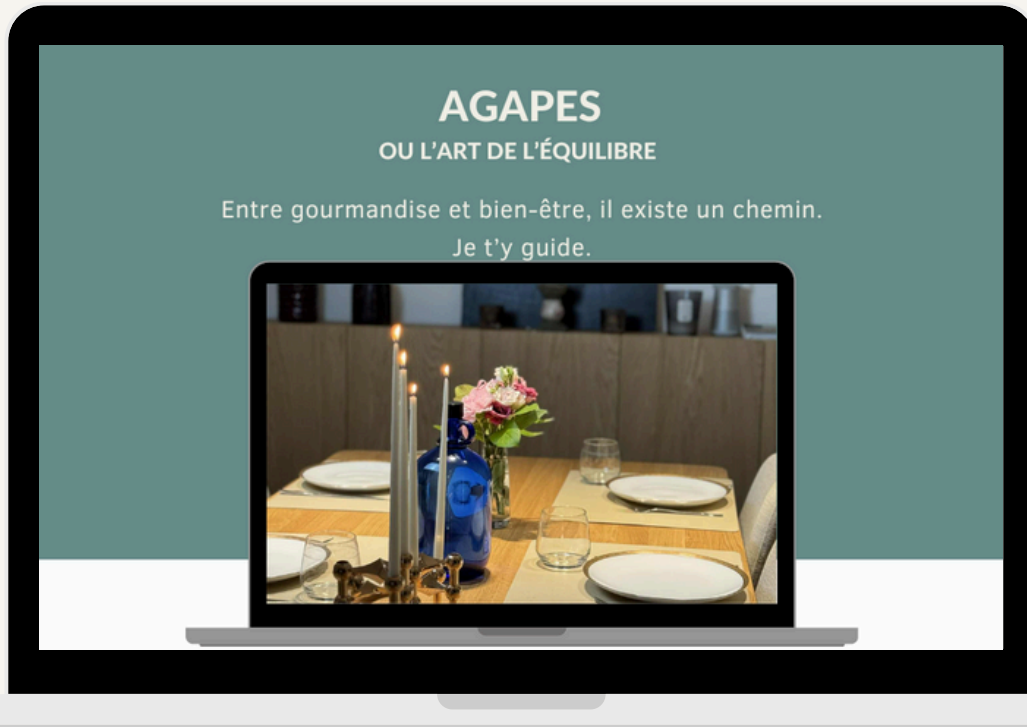 AGAPES
OU L’ART DE L’ÉQUILIBRE
Entre gourmandise et bien-être, il existe un chemin.
Je t’y guide.